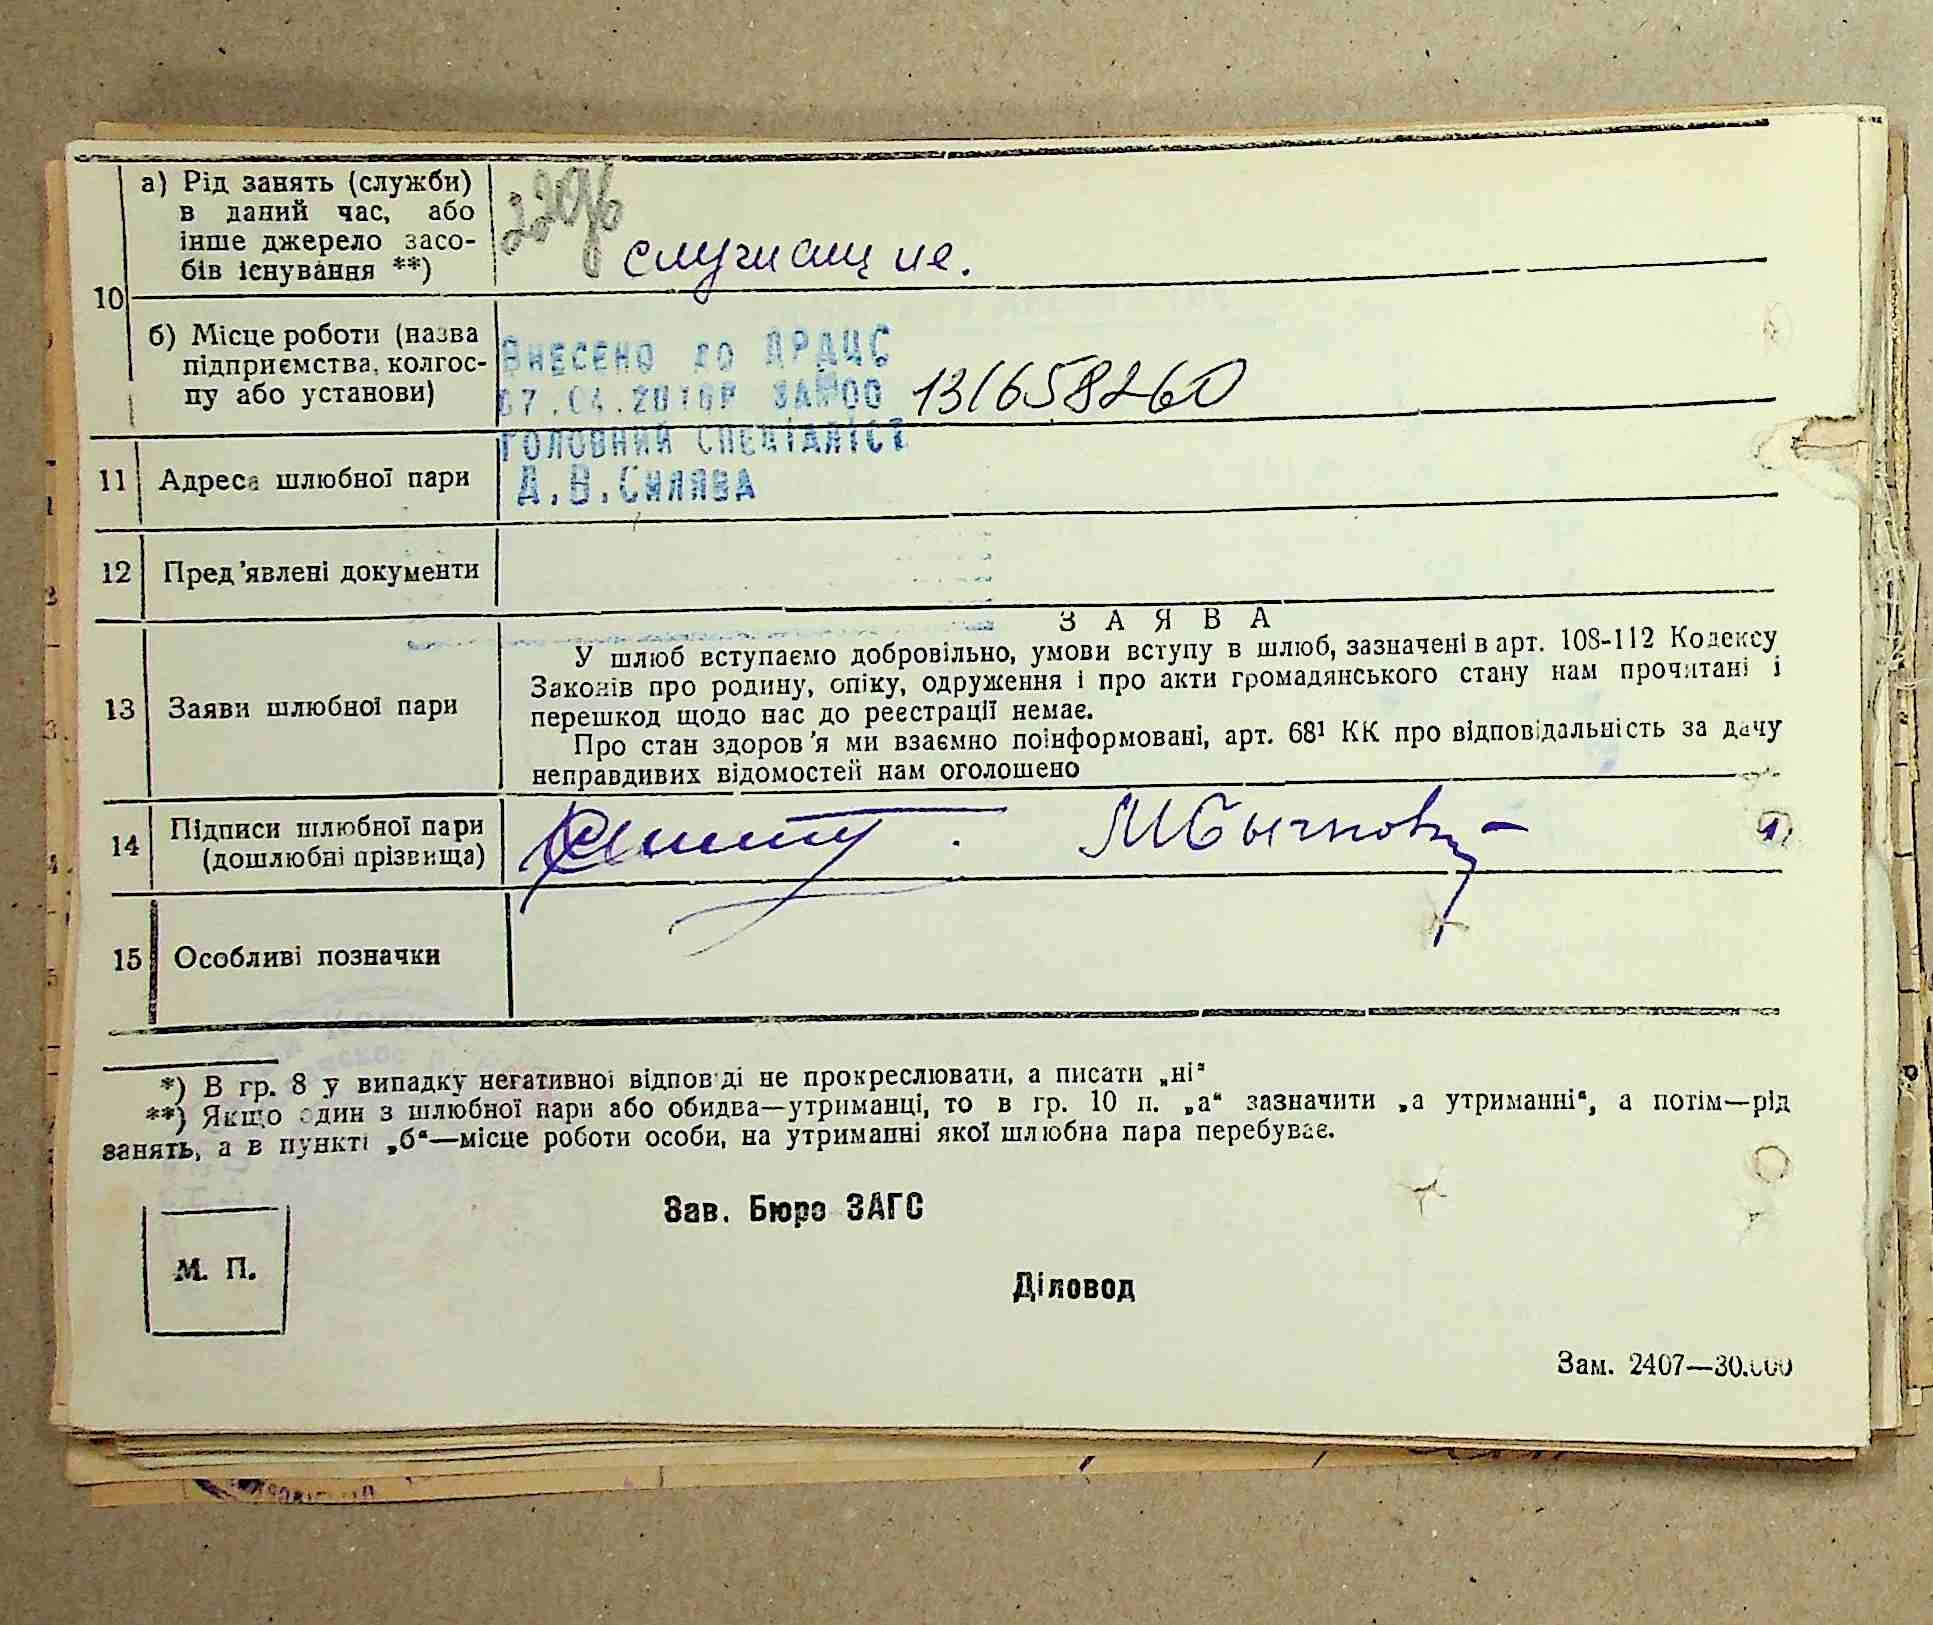 10
а) Рід занять (служби)
в даний час, або
інше джерело засо-
бів існування **)
служащие.
б) Місце роботи (назва
підприємства, колгос-
пу або установи)
Внесено до ДРАЦС
ЗА №00 131658260
ГОЛОВНИЙ СПЕЦІАЛІСТ
11 Адреса шлюбної пари
12 Пред'явлені документи
13 Заяви шлюбної пари
ЗАЯВА
У шлюб вступаємо добровільно, умови вступу в шлюб, зазначені в арт. 108-112 Кодексу
Законів про родину, опіку, одруження і про акти громадянського стану нам прочитані і
перешкод щодо нас до реєстрації немає.
Про стан здоров'я ми взаємно поінформовані, арт. 68¹ КК про відповідальність за дачу
неправдивих відомостей нам оголошено
14 Підписи шлюбної пари
(дошлюбні прізвища)
15 Особливі позначки
*) В гр. 8 у випадку негативної відповіді не прокреслювати, а писати „ні“
**) Якщо один з шлюбної пари або обидва—утриманці, то в гр. 10 п. „а“ зазначити „а утриманні“, а потім—рід
занять, а в пункті „б“—місце роботи особи, на утриманні якої шлюбна пара перебуває.
Зав. Бюро ЗАГС
М. П.
Діловод
Зам. 2407—30.000